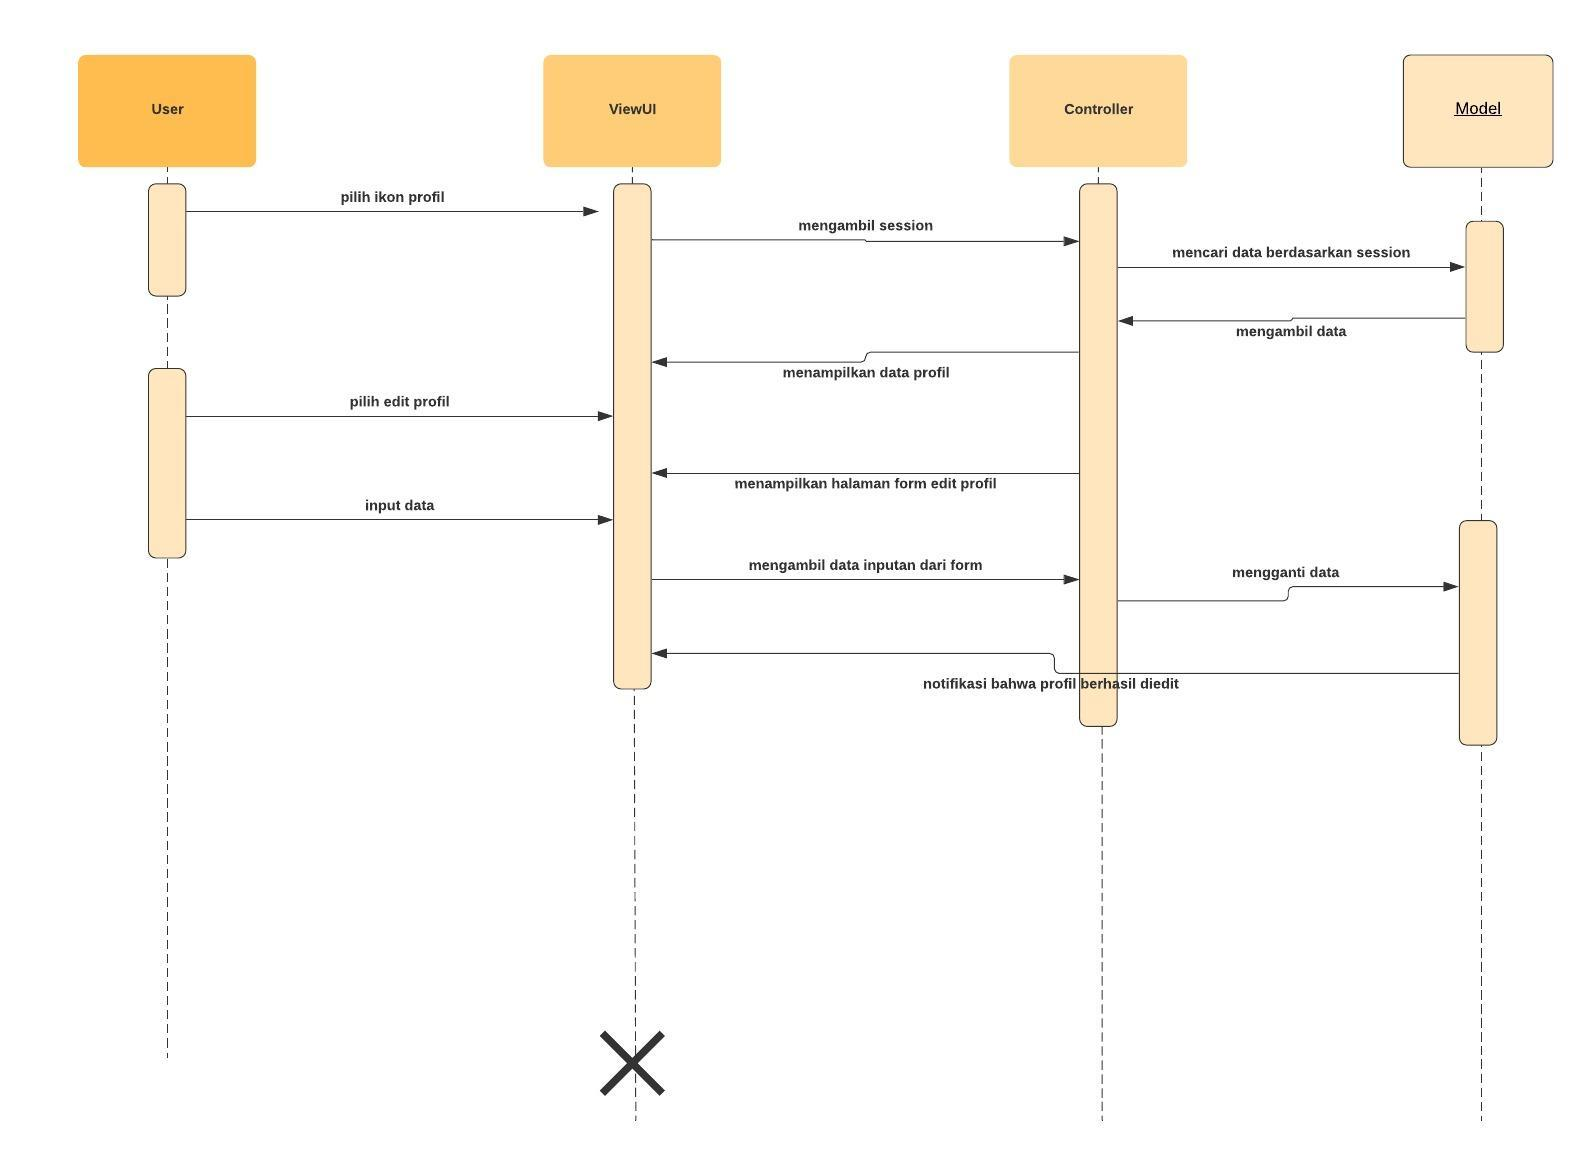 User
ViewUI
Controller
Model
pilih ikon profil
mengambil session
mencari data berdasarkan session
mengambil data
menampilkan data profil
pilih edit profil
menampilkan halaman form edit profil
input data
mengambil data inputan dari form
mengganti data
notifikasi bahwa profil berhasil diedit